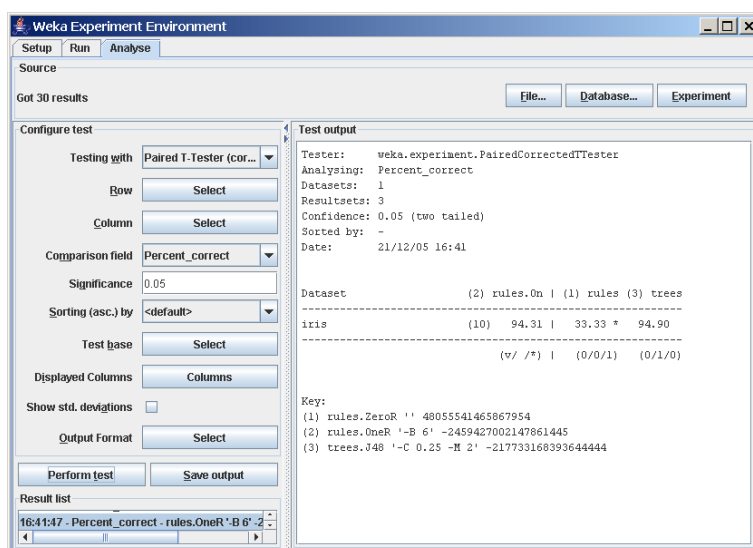 Weka Experiment Environment
Setup Run Analyse
Source
Got 30 results
File... Database... Experiment
Configure test
Testing with Paired T-Tester (cor...
Row Select
Column Select
Comparison field Percent_correct
Significance 0.05
Sorting (asc.) by <default>
Test base Select
Displayed Columns Columns
Show std. deviations
Output Format Select
Perform test Save output
Result list
16:41:47 - Percent_correct - rules.OneR '-B 6' -2
Test output
Tester: weka.experiment.PairedCorrectedTTester
Analysing: Percent_correct
Datasets: 1
Resultsets: 3
Confidence: 0.05 (two tailed)
Sorted by: -
Date: 21/12/05 16:41
Dataset (2) rules.On | (1) rules (3) trees
--------------------------------------------------------------
iris (10) 94.31 | 33.33 * 94.90
--------------------------------------------------------------
(v/ /*) | (0/0/1) (0/1/0)
Key:
(1) rules.ZeroR '' 48055541465867954
(2) rules.OneR '-B 6' -2459427002147861445
(3) trees.J48 '-C 0.25 -M 2' -217733168393644444